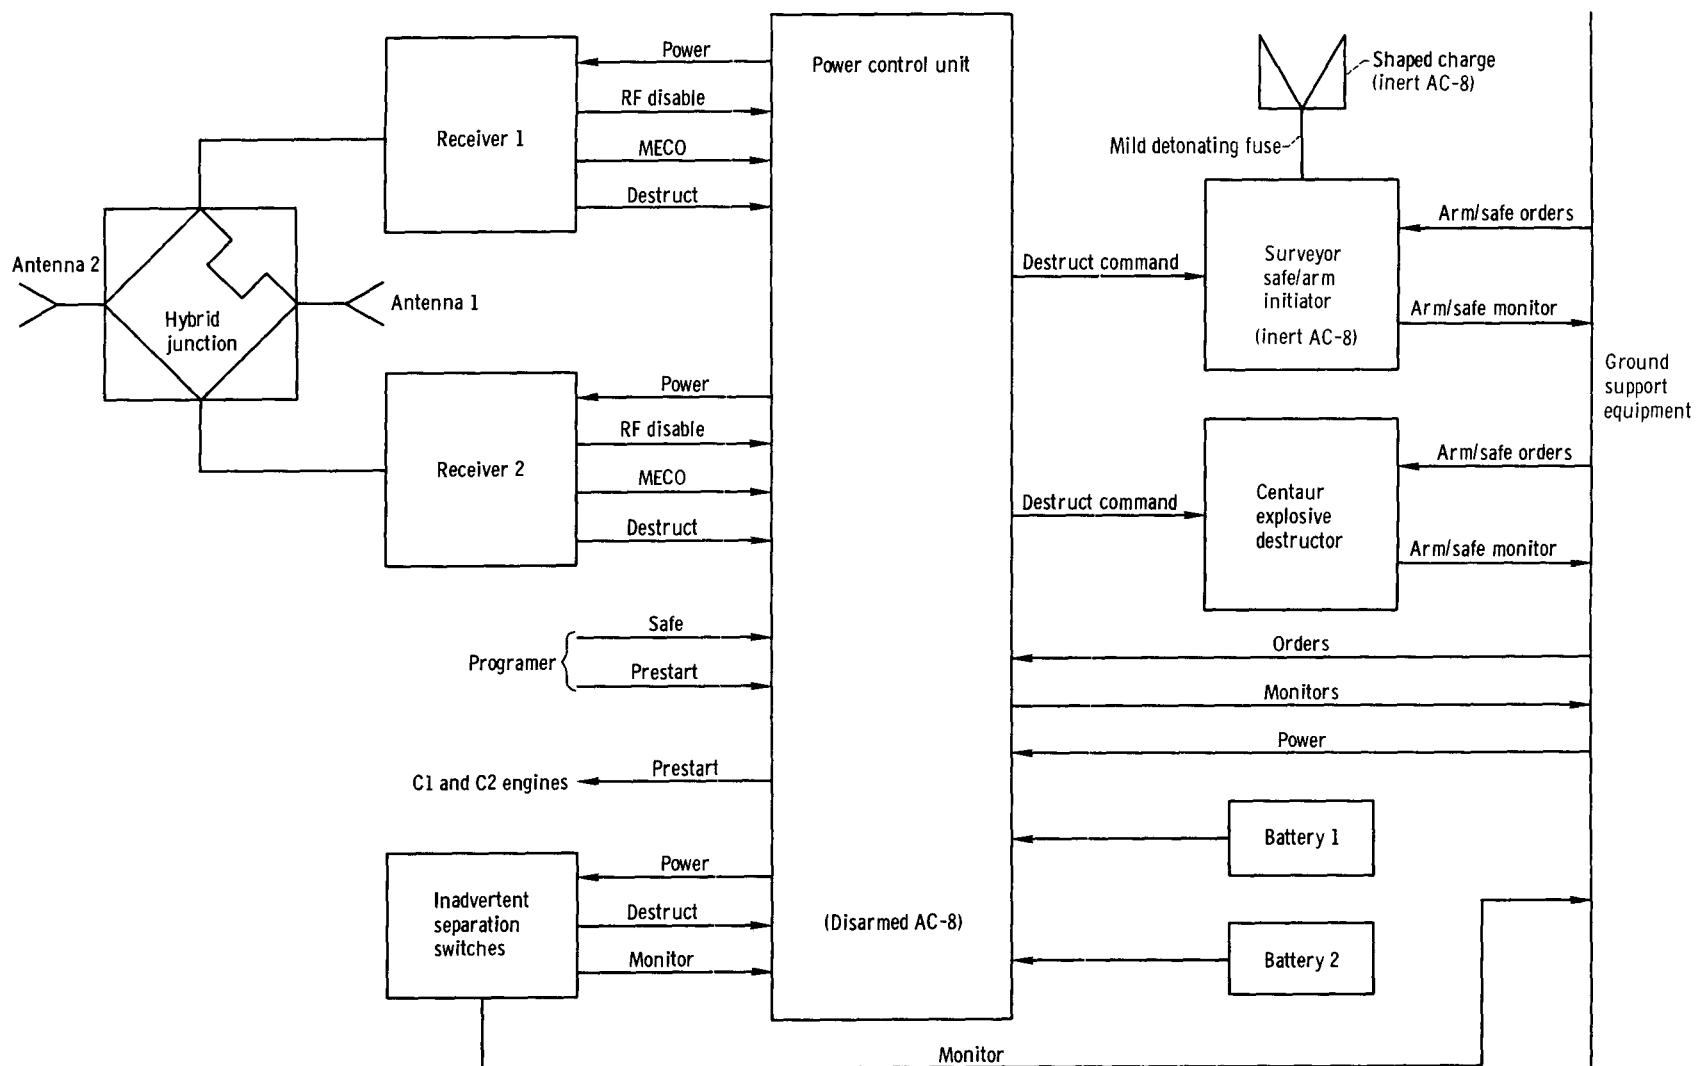 Power
RF disable
MECO
Destruct
Receiver 1
Power control unit
Shaped charge
(inert AC-8)
Mild detonating fuse
Antenna 2
Hybrid
junction
Antenna 1
Destruct command
Surveyor
safe/arm
initiator
(inert AC-8)
Arm/safe orders
Arm/safe monitor
Ground
support
equipment
Receiver 2
Power
RF disable
MECO
Destruct
Destruct command
Centaur
explosive
destructor
Arm/safe orders
Arm/safe monitor
Programer
Safe
Prestart
Orders
Monitors
Power
C1 and C2 engines
Prestart
Battery 1
Inadvertent
separation
switches
Power
Destruct
Monitor
(Disarmed AC-8)
Battery 2
Monitor